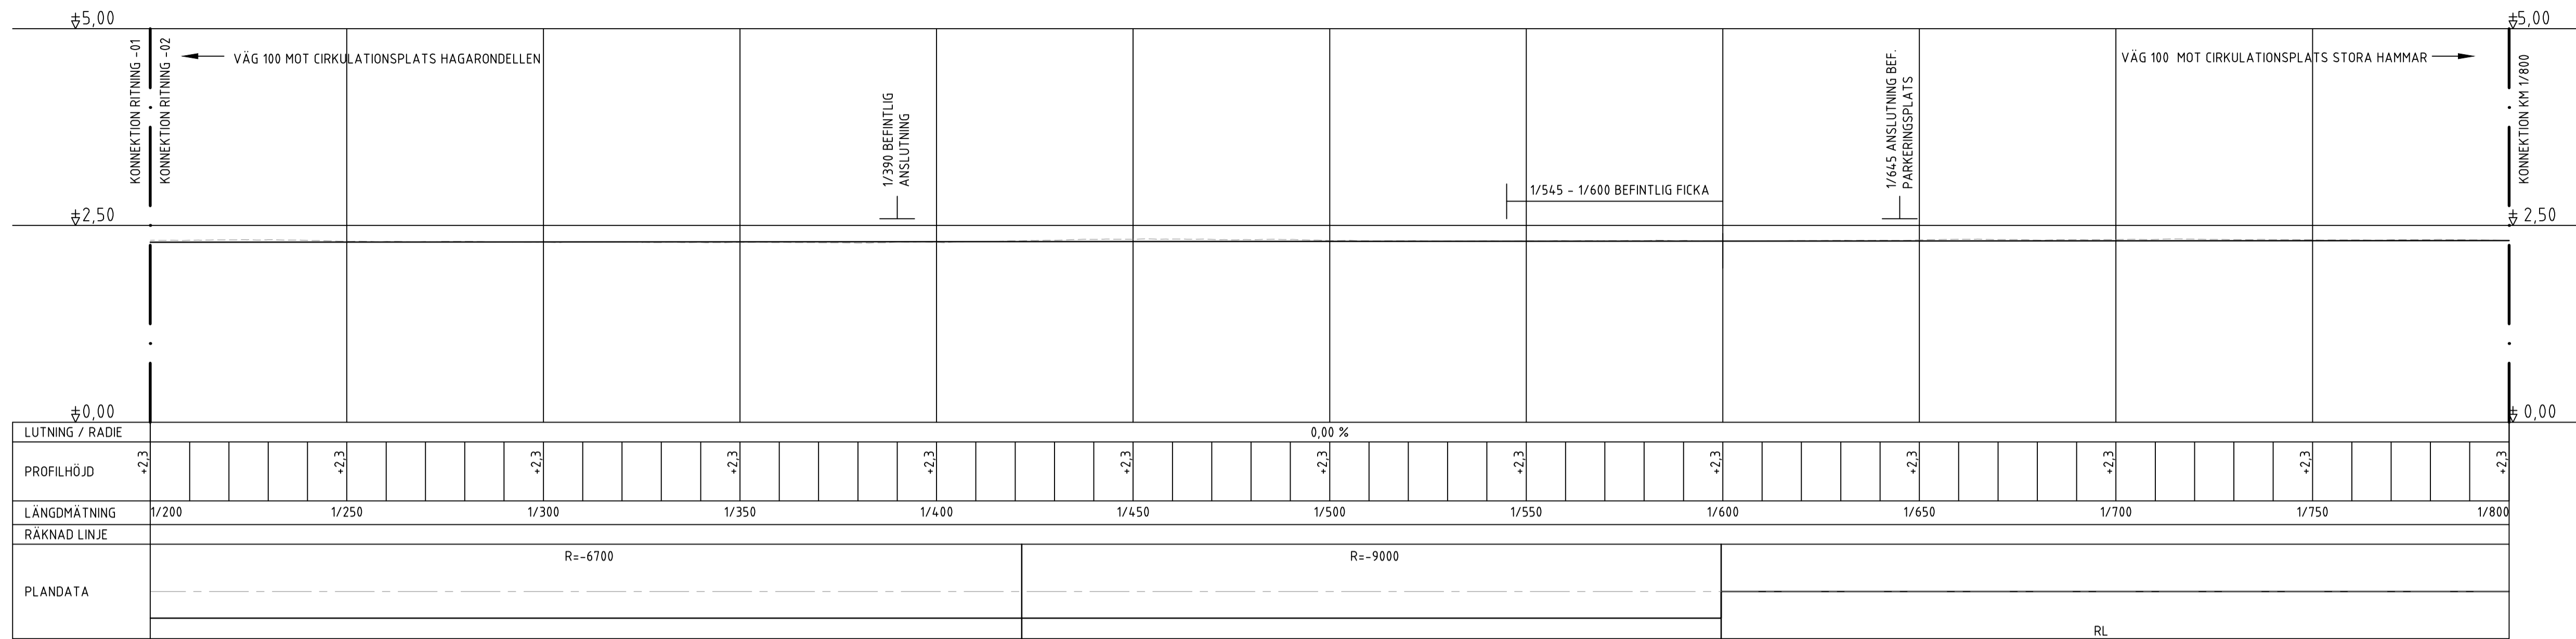 ±5,00
±5,00
KONNEKTION RITNING -01
KONNEKTION RITNING -02
VÄG 100 MOT CIRKULATIONSPLATS HAGARONDELLEN
1/390 BEFINTLIG
ANSLUTNING
1/545 - 1/600 BEFINTLIG FICKA
1/645 ANSLUTNING BEF.
PARKERINGSPLATS
VÄG 100 MOT CIRKULATIONSPLATS STORA HAMMAR
KONNEKTION KM 1/800
±2,50
± 2,50
±0,00
± 0,00
LUTNING / RADIE
0,00 %
PROFILHÖJD
+2,3 +2,3 +2,3 +2,3 +2,3 +2,3 +2,3 +2,3 +2,3 +2,3 +2,3 +2,3 +2,3
LÄNGDMÄTNING
1/200 1/250 1/300 1/350 1/400 1/450 1/500 1/550 1/600 1/650 1/700 1/750 1/800
RÄKNAD LINJE
PLANDATA
R=-6700
R=-9000
RL